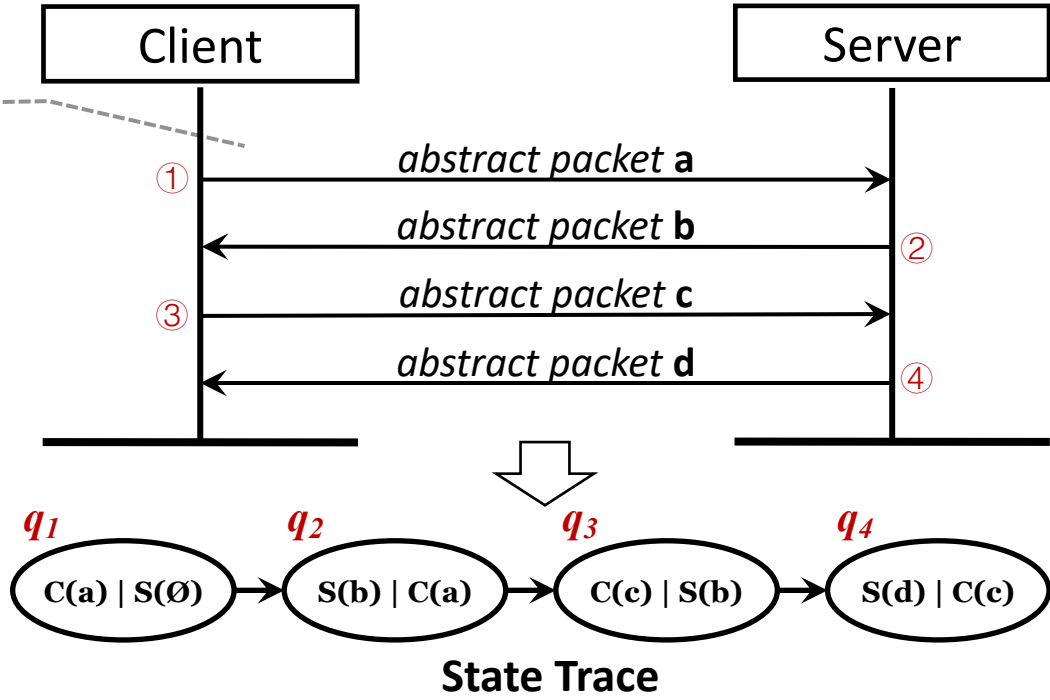 Client
Server
① abstract packet a
abstract packet b ②
③ abstract packet c
abstract packet d ④
q1 q2 q3 q4
C(a) | S(Ø) S(b) | C(a) C(c) | S(b) S(d) | C(c)
State Trace